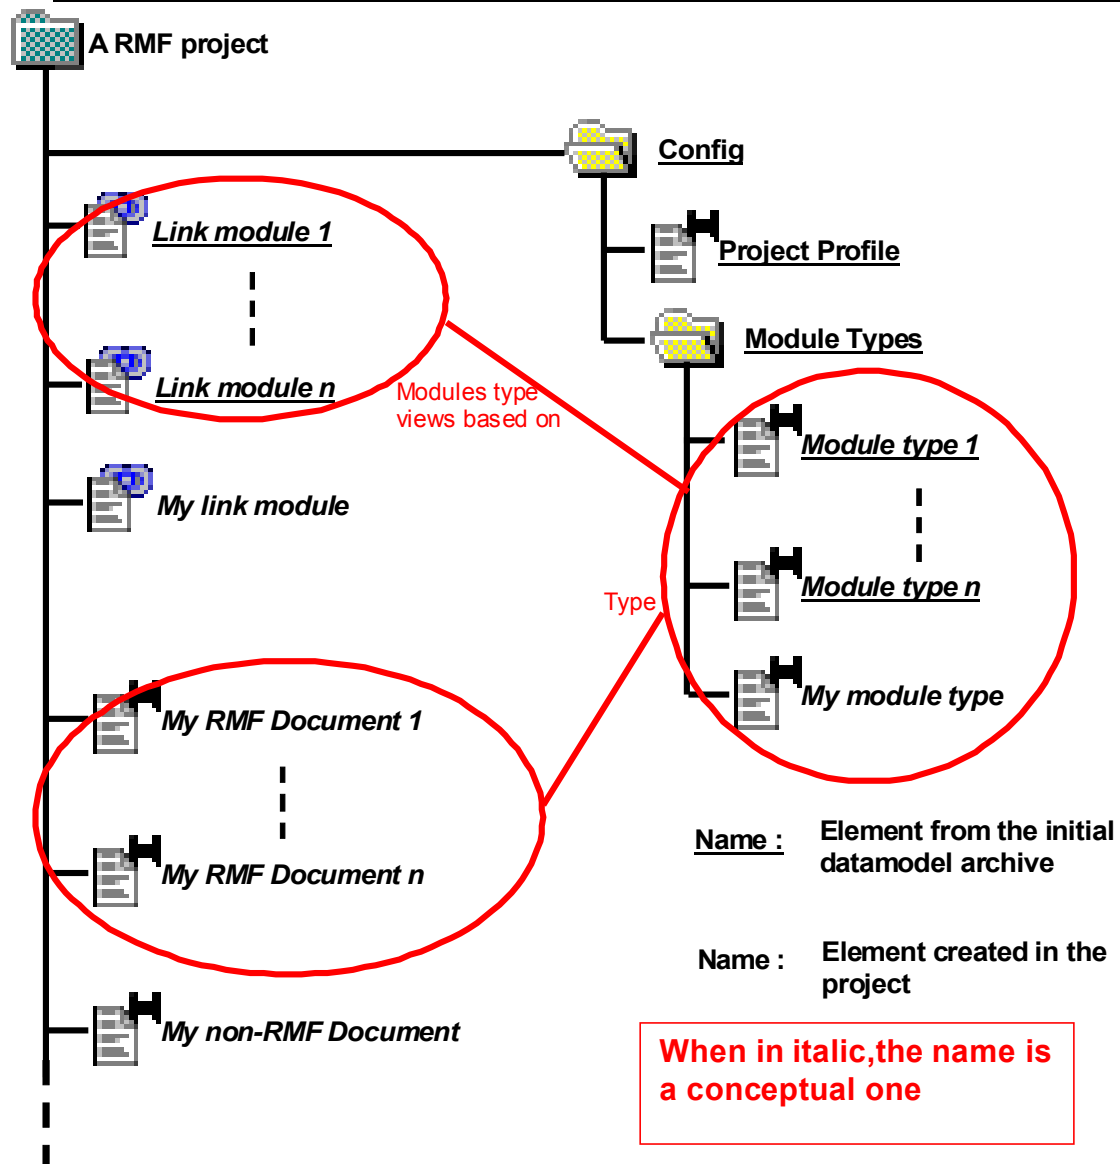 A RMF project
Config
Link module 1
Project Profile
Module Types
Link module n
Modules type
views based on
Module type 1
My link module
Module type n
Type
My module type
My RMF Document 1
Name :
Element from the initial
datamodel archive
My RMF Document n
Name :
Element created in the
project
My non-RMF Document
When in italic,the name is
a conceptual one